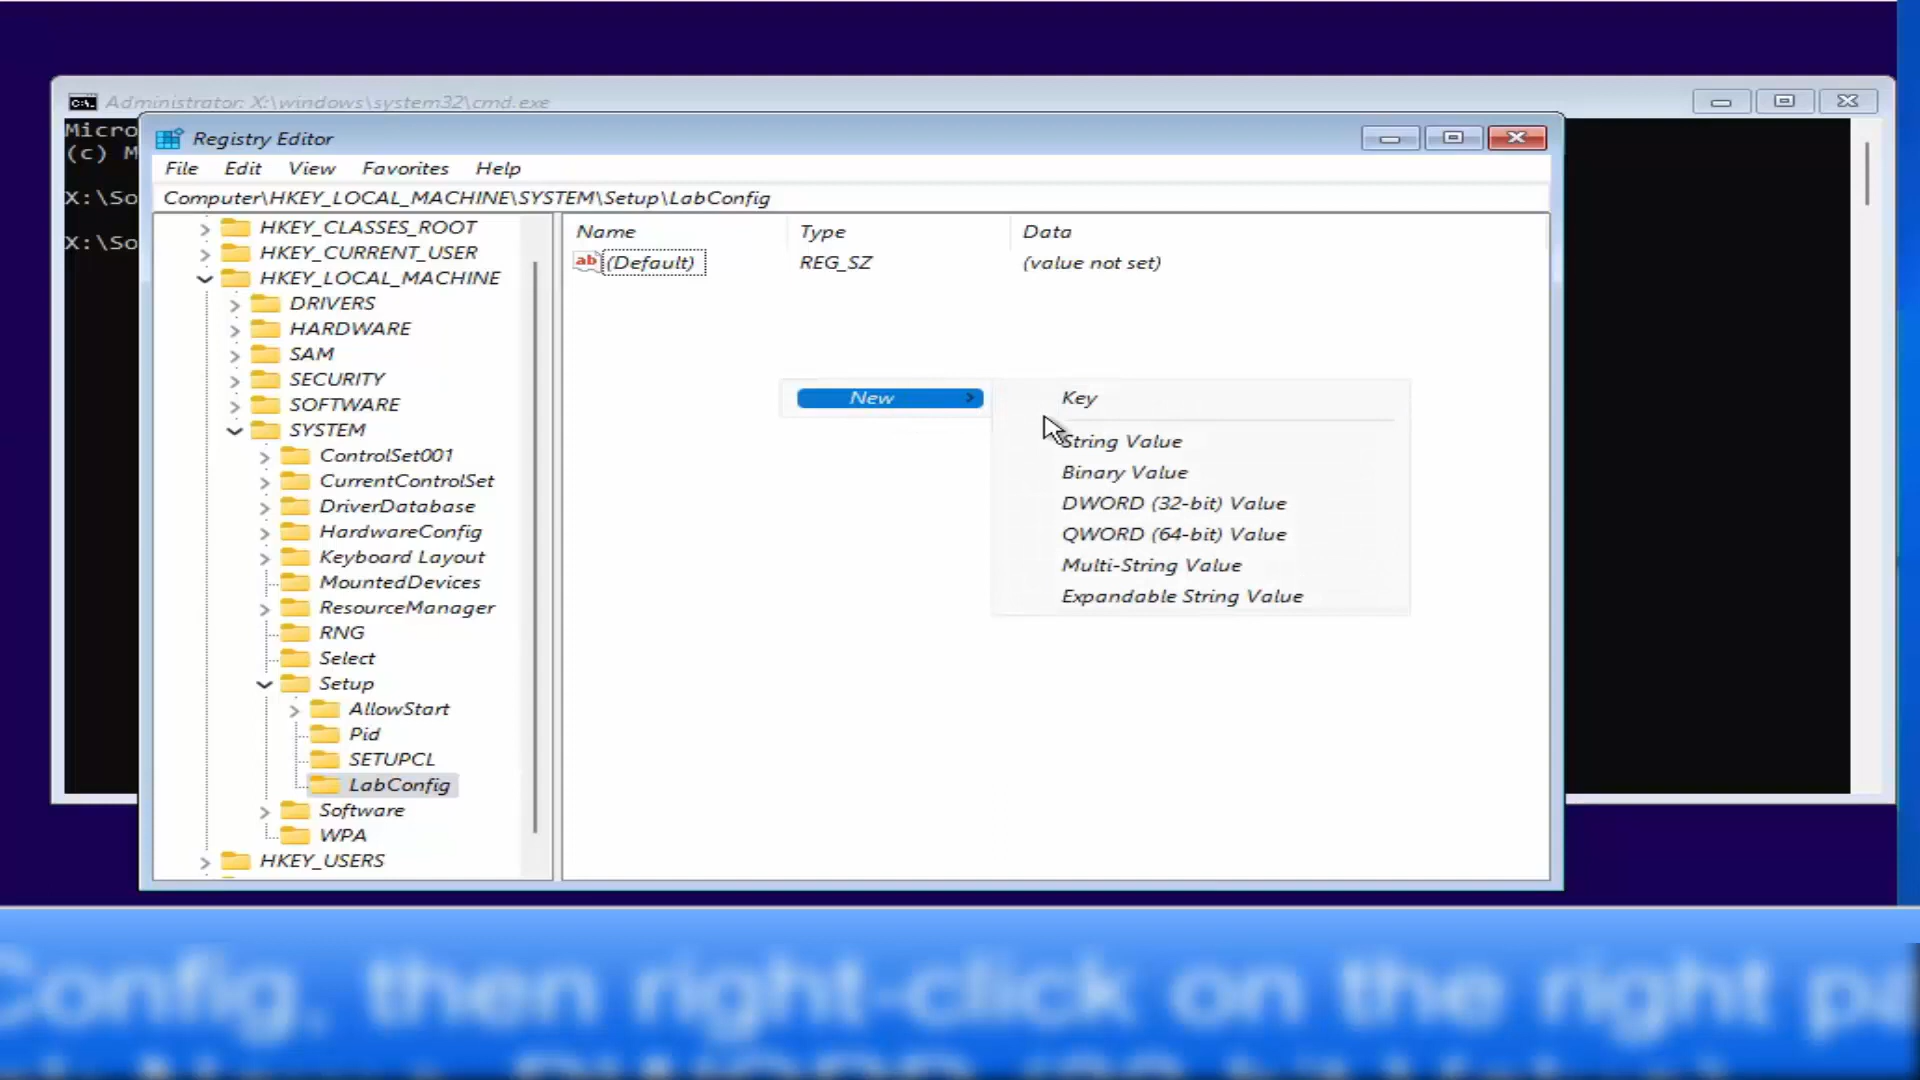 Administrator: X:\windows\system32\cmd.exe
Micro
(c) M
X:\So
X:\So
Registry Editor
File Edit View Favorites Help
Computer\HKEY_LOCAL_MACHINE\SYSTEM\Setup\LabConfig
HKEY_CLASSES_ROOT
HKEY_CURRENT_USER
HKEY_LOCAL_MACHINE
DRIVERS
HARDWARE
SAM
SECURITY
SOFTWARE
SYSTEM
ControlSet001
CurrentControlSet
DriverDatabase
HardwareConfig
Keyboard Layout
MountedDevices
ResourceManager
RNG
Select
Setup
AllowStart
Pid
SETUPCL
LabConfig
Software
WPA
HKEY_USERS
Name Type Data
ab (Default) REG_SZ (value not set)
New
Key
String Value
Binary Value
DWORD (32-bit) Value
QWORD (64-bit) Value
Multi-String Value
Expandable String Value
Config, then right-click on the right pa